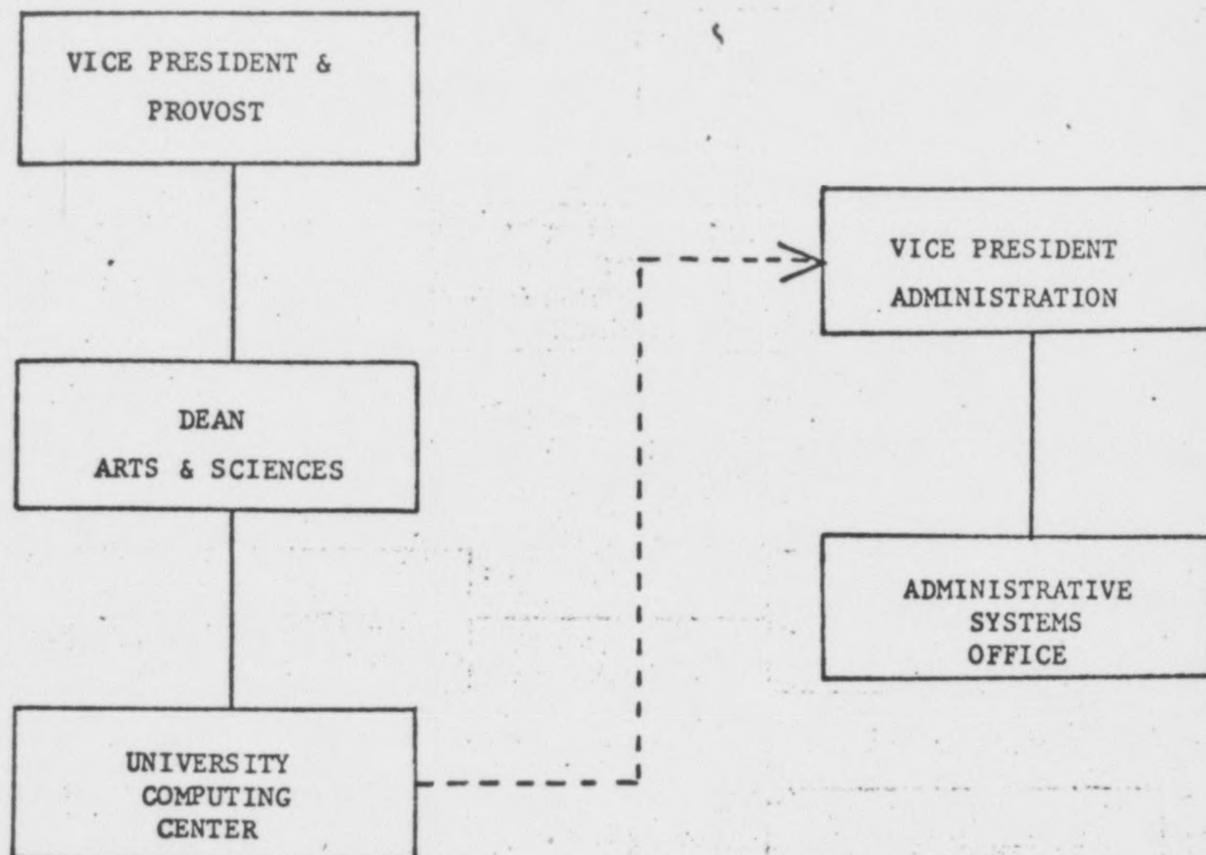 VICE PRESIDENT &
PROVOST
VICE PRESIDENT
ADMINISTRATION
DEAN
ARTS & SCIENCES
ADMINISTRATIVE
SYSTEMS
OFFICE
UNIVERSITY
COMPUTING
CENTER